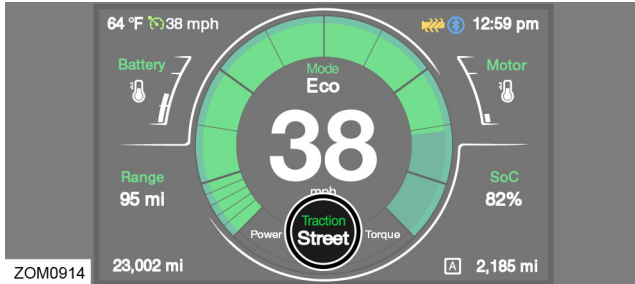 64 °F 38 mph
12:59 pm
Battery
Mode
Eco
Motor
38
mph
Range
95 mi
SoC
82%
Power
Traction
Street
Torque
23,002 mi
A 2,185 mi
ZOM0914